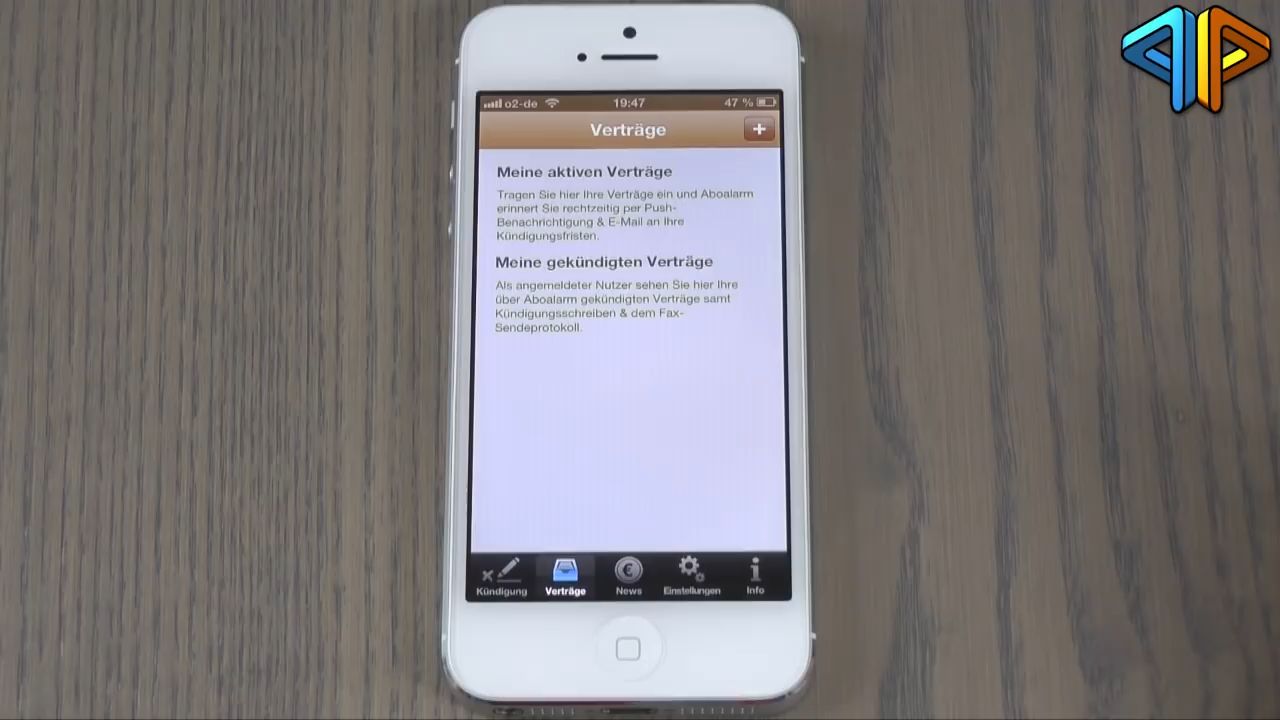 o2-de 19:47 47 %
Verträge
Meine aktiven Verträge
Tragen Sie hier Ihre Verträge ein und Aboalarm
erinnert Sie rechtzeitig per Push-
Benachrichtigung & E-Mail an Ihre
Kündigungsfristen.
Meine gekündigten Verträge
Als angemeldeter Nutzer sehen Sie hier Ihre
über Aboalarm gekündigten Verträge samt
Kündigungsschreiben & dem Fax-
Sendeprotokoll.
Kündigung Verträge News Einstellungen Info